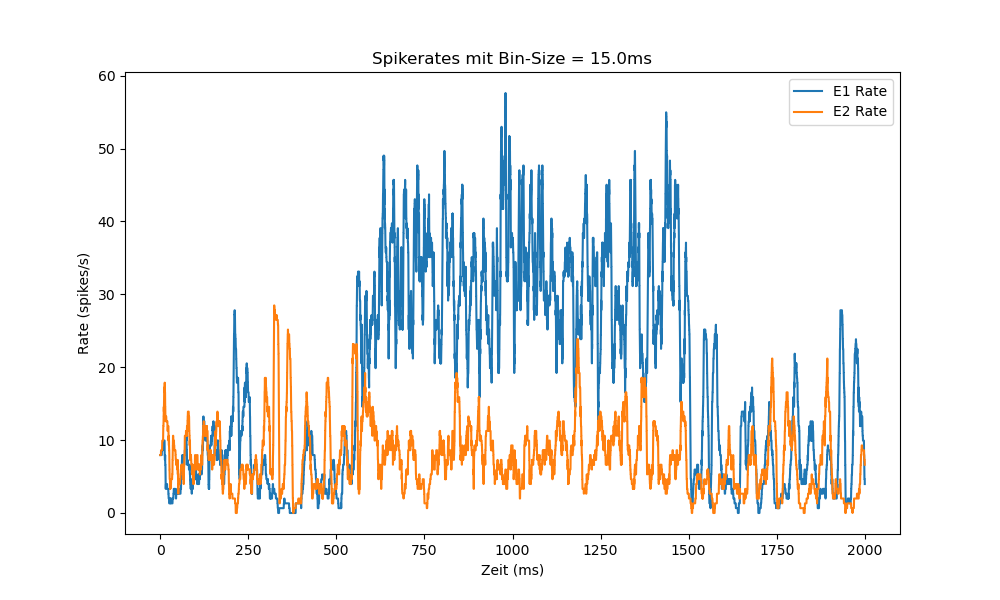 Spikerates mit Bin-Size = 15.0ms
E1 Rate
E2 Rate
Rate (spikes/s)
60
50
40
30
20
10
0
0 250 500 750 1000 1250 1500 1750 2000
Zeit (ms)